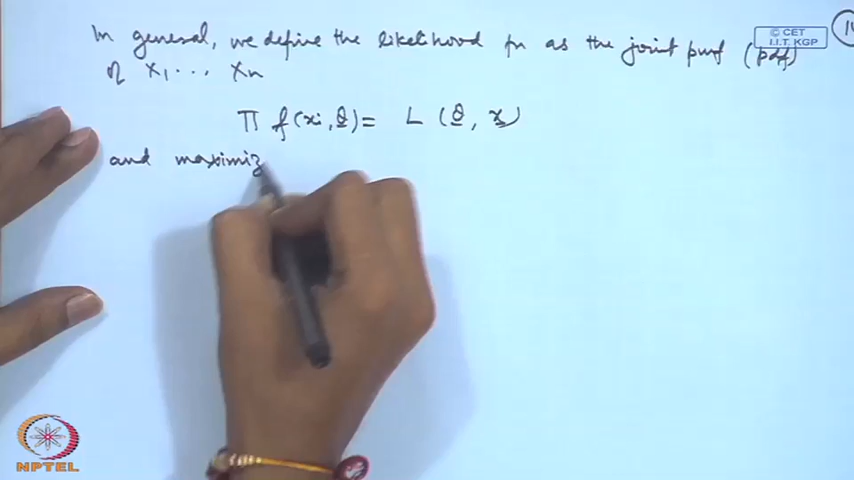 In general, we define the likelihood fn as the joint pmf (pdf)
of X1 ... Xn
Π f(xi, θ) = L (θ, x)
and maximiz
© CET
I.I.T. KGP
NPTEL